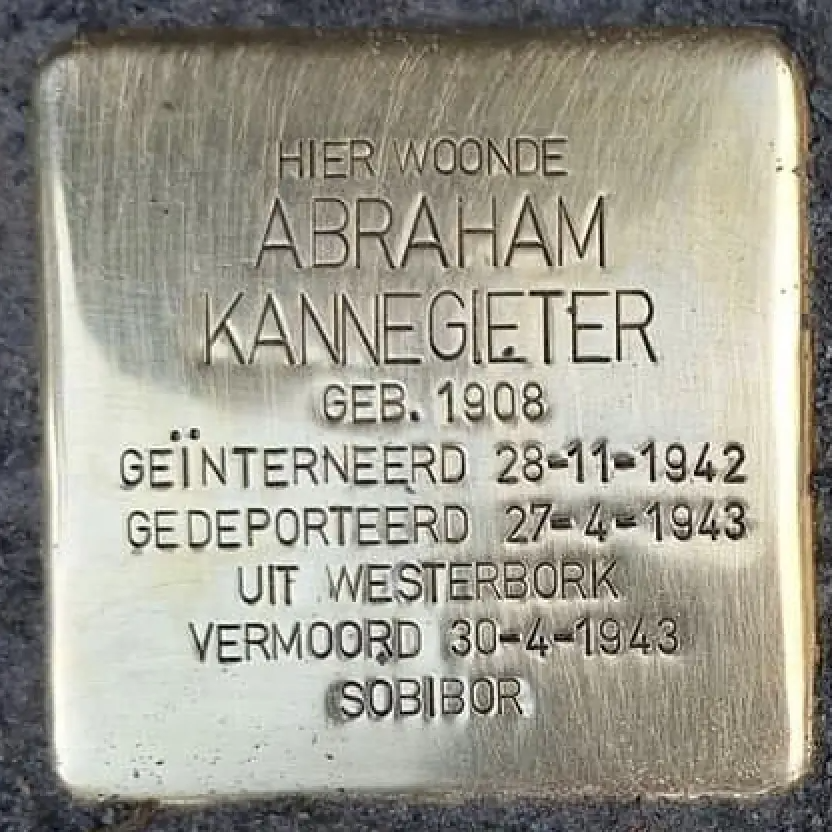 HIER WOONDE
ABRAHAM
KANNEGIETER
GEB. 1908
GEÏNTERNEERD 28-11-1942
GEDEPORTEERD 27-4-1943
UIT WESTERBORK
VERMOORD 30-4-1943
SOBIBOR